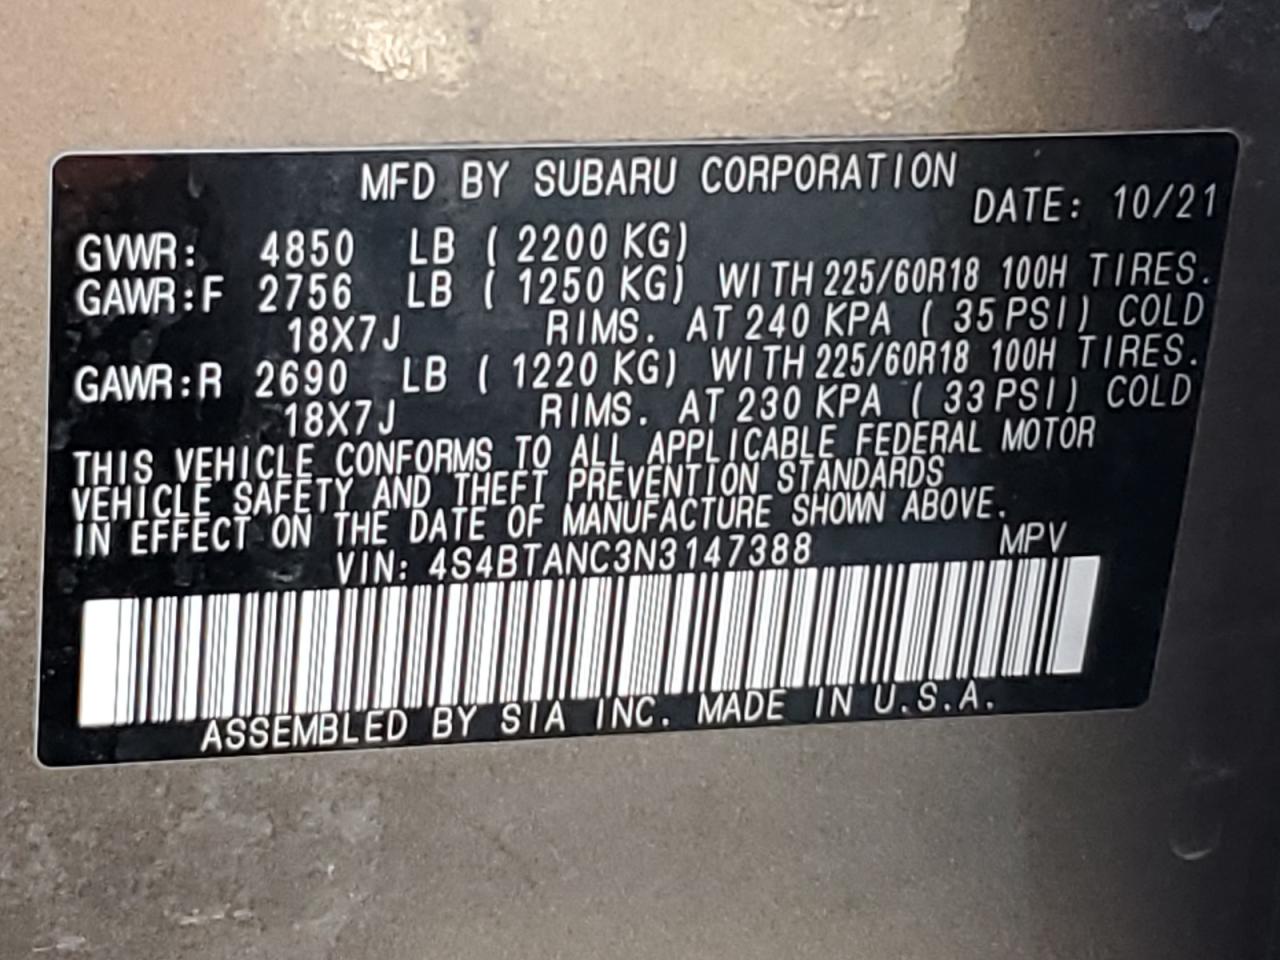 MFD BY SUBARU CORPORATION
DATE: 10/21
GVWR: 4850 LB ( 2200 KG)
GAWR:F 2756 LB ( 1250 KG) WITH 225/60R18 100H TIRES.
18X7J RIMS. AT 240 KPA ( 35 PSI) COLD
GAWR:R 2690 LB ( 1220 KG) WITH 225/60R18 100H TIRES.
18X7J RIMS. AT 230 KPA ( 33 PSI) COLD
THIS VEHICLE CONFORMS TO ALL APPLICABLE FEDERAL MOTOR
VEHICLE SAFETY AND THEFT PREVENTION STANDARDS
IN EFFECT ON THE DATE OF MANUFACTURE SHOWN ABOVE.
VIN: 4S4BTANC3N3147388 MPV
ASSEMBLED BY SIA INC. MADE IN U.S.A.